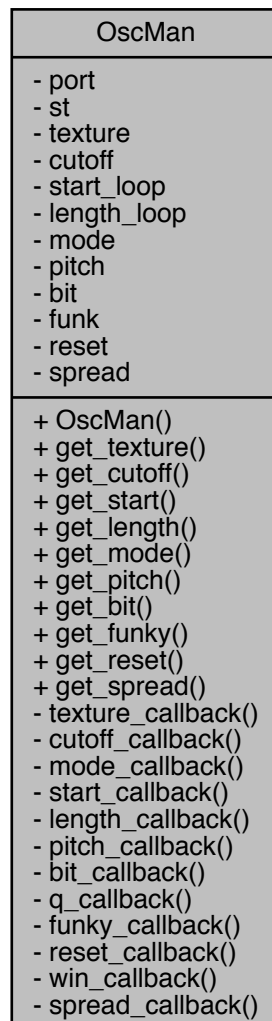 OscMan
- port
- st
- texture
- cutoff
- start_loop
- length_loop
- mode
- pitch
- bit
- funk
- reset
- spread
+ OscMan()
+ get_texture()
+ get_cutoff()
+ get_start()
+ get_length()
+ get_mode()
+ get_pitch()
+ get_bit()
+ get_funky()
+ get_reset()
+ get_spread()
- texture_callback()
- cutoff_callback()
- mode_callback()
- start_callback()
- length_callback()
- pitch_callback()
- bit_callback()
- q_callback()
- funky_callback()
- reset_callback()
- win_callback()
- spread_callback()